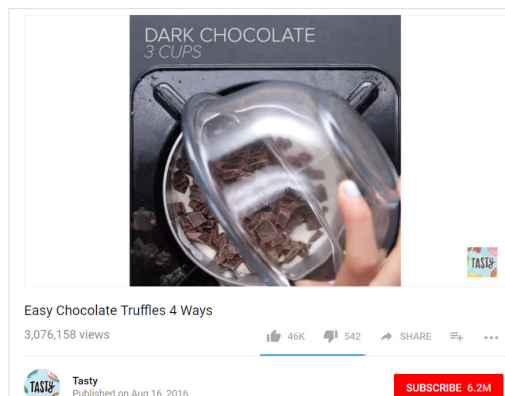 DARK CHOCOLATE
3 CUPS
TASTY
Easy Chocolate Truffles 4 Ways
3,076,158 views
46K 542 SHARE
TASTY
Tasty
Published on Aug 16, 2016
SUBSCRIBE 6.2M